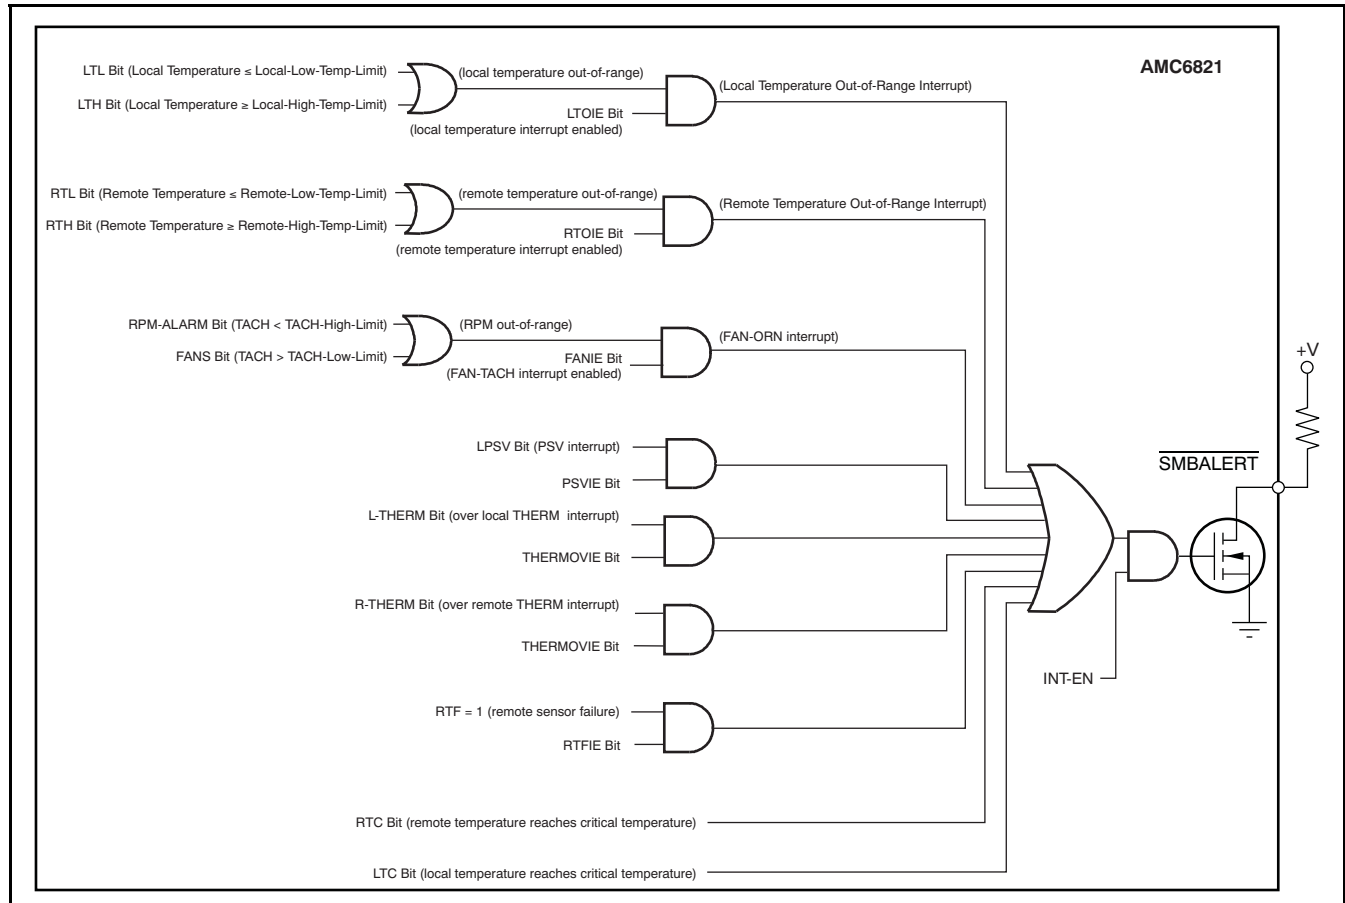 AMC6821
LTL Bit (Local Temperature ≤ Local-Low-Temp-Limit)
(local temperature out-of-range)
(Local Temperature Out-of-Range Interrupt)
LTH Bit (Local Temperature ≥ Local-High-Temp-Limit)
LTOIE Bit
(local temperature interrupt enabled)
RTL Bit (Remote Temperature ≤ Remote-Low-Temp-Limit)
(remote temperature out-of-range)
(Remote Temperature Out-of-Range Interrupt)
RTH Bit (Remote Temperature ≥ Remote-High-Temp-Limit)
RTOIE Bit
(remote temperature interrupt enabled)
RPM-ALARM Bit (TACH < TACH-High-Limit)
(RPM out-of-range)
(FAN-ORN interrupt)
FANS Bit (TACH > TACH-Low-Limit)
FANIE Bit
(FAN-TACH interrupt enabled)
+V
LPSV Bit (PSV interrupt)
PSVIE Bit
SMBALERT
L-THERM Bit (over local THERM interrupt)
THERMOVIE Bit
R-THERM Bit (over remote THERM interrupt)
THERMOVIE Bit
INT-EN
RTF = 1 (remote sensor failure)
RTFIE Bit
RTC Bit (remote temperature reaches critical temperature)
LTC Bit (local temperature reaches critical temperature)